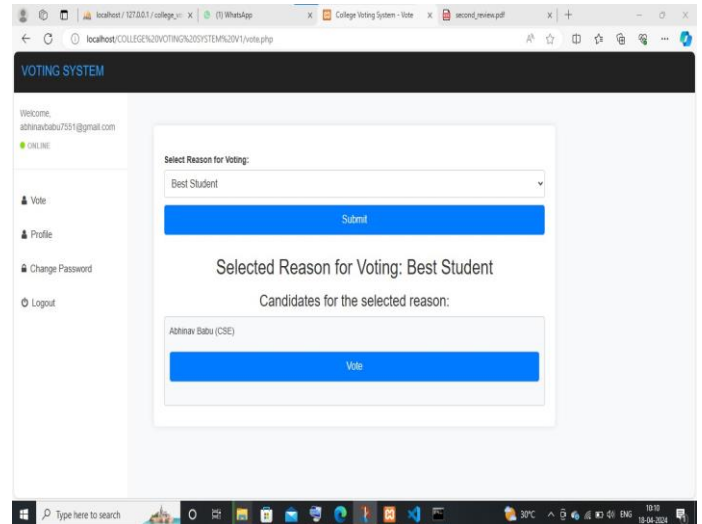 localhost / 127.0.0.1 / college_vo
(1) WhatsApp
College Voting System - Vote
second_review.pdf
localhost/COLLEGE%20VOTING%20SYSTEM%20V1/vote.php
VOTING SYSTEM
Welcome,
abhinavbabu7551@gmail.com
ONLINE
Vote
Profile
Change Password
Logout
Select Reason for Voting:
Best Student
Submit
Selected Reason for Voting: Best Student
Candidates for the selected reason:
Abhinav Babu (CSE)
Vote
Type here to search
30°C
ENG
10:10
18-04-2024